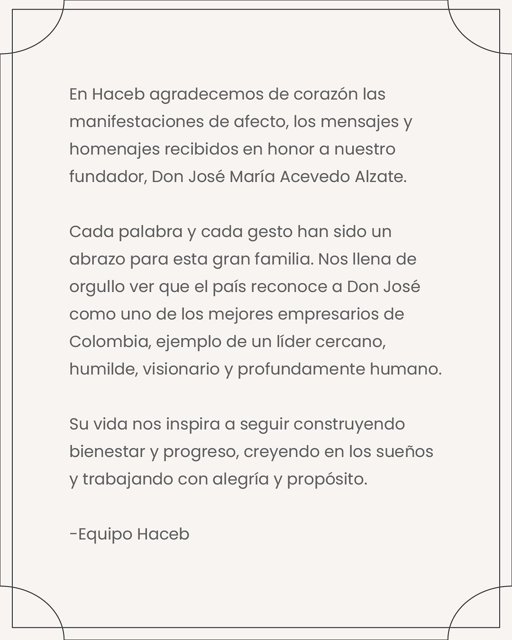 En Haceb agradecemos de corazón las
manifestaciones de afecto, los mensajes y
homenajes recibidos en honor a nuestro
fundador, Don José María Acevedo Alzate.
Cada palabra y cada gesto han sido un
abrazo para esta gran familia. Nos llena de
orgullo ver que el país reconoce a Don José
como uno de los mejores empresarios de
Colombia, ejemplo de un líder cercano,
humilde, visionario y profundamente humano.
Su vida nos inspira a seguir construyendo
bienestar y progreso, creyendo en los sueños
y trabajando con alegría y propósito.
-Equipo Haceb